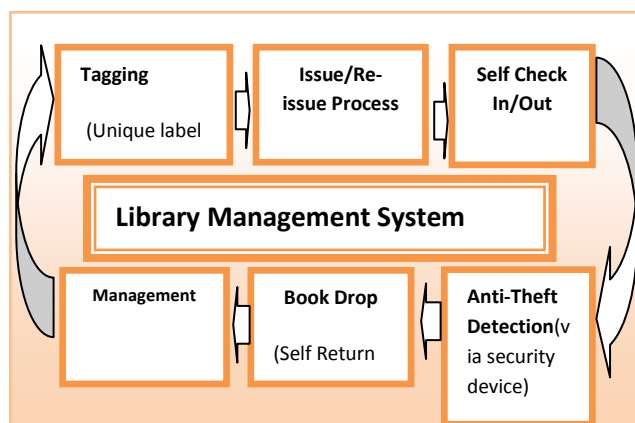 Tagging
(Unique label
Issue/Re-
issue Process
Self Check
In/Out
Library Management System
Management
Book Drop
(Self Return
Anti-Theft
Detection(v
ia security
device)